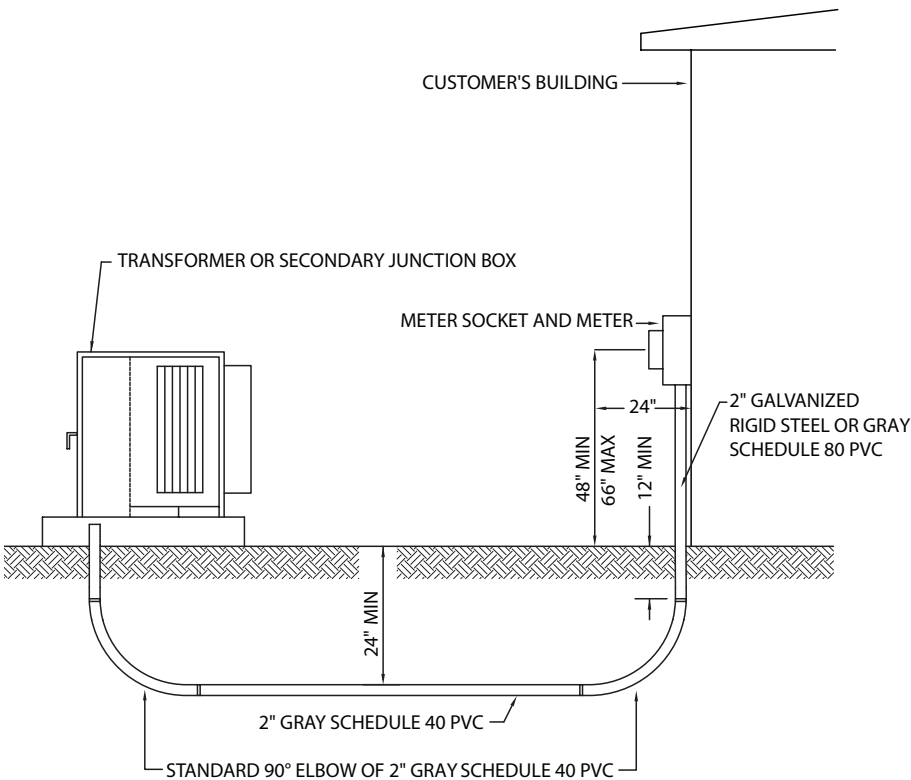 CUSTOMER'S BUILDING
TRANSFORMER OR SECONDARY JUNCTION BOX
METER SOCKET AND METER
24"
2" GALVANIZED
RIGID STEEL OR GRAY
SCHEDULE 80 PVC
48" MIN
66" MAX
12" MIN
24" MIN
2" GRAY SCHEDULE 40 PVC
STANDARD 90° ELBOW OF 2" GRAY SCHEDULE 40 PVC